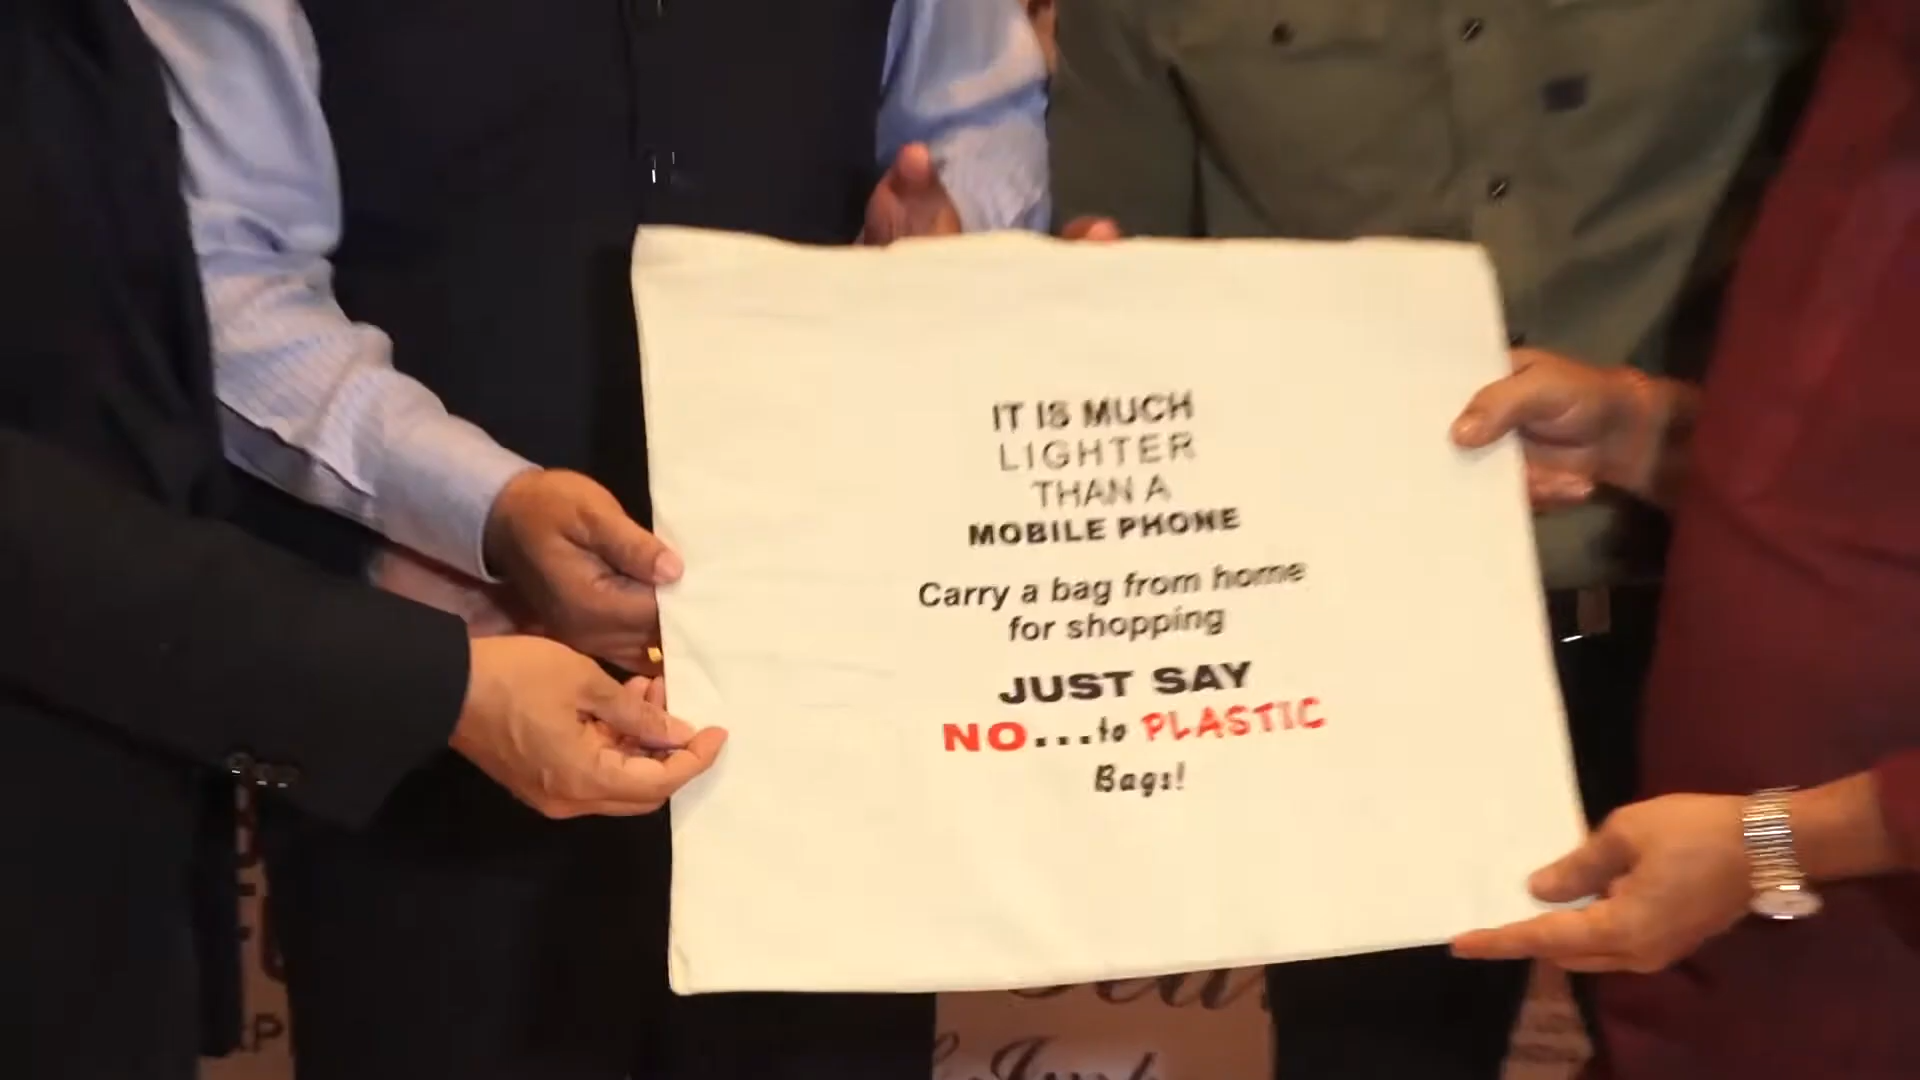 IT IS MUCH
LIGHTER
THAN A
MOBILE PHONE
Carry a bag from home
for shopping
JUST SAY
NO...to PLASTIC
Bags!